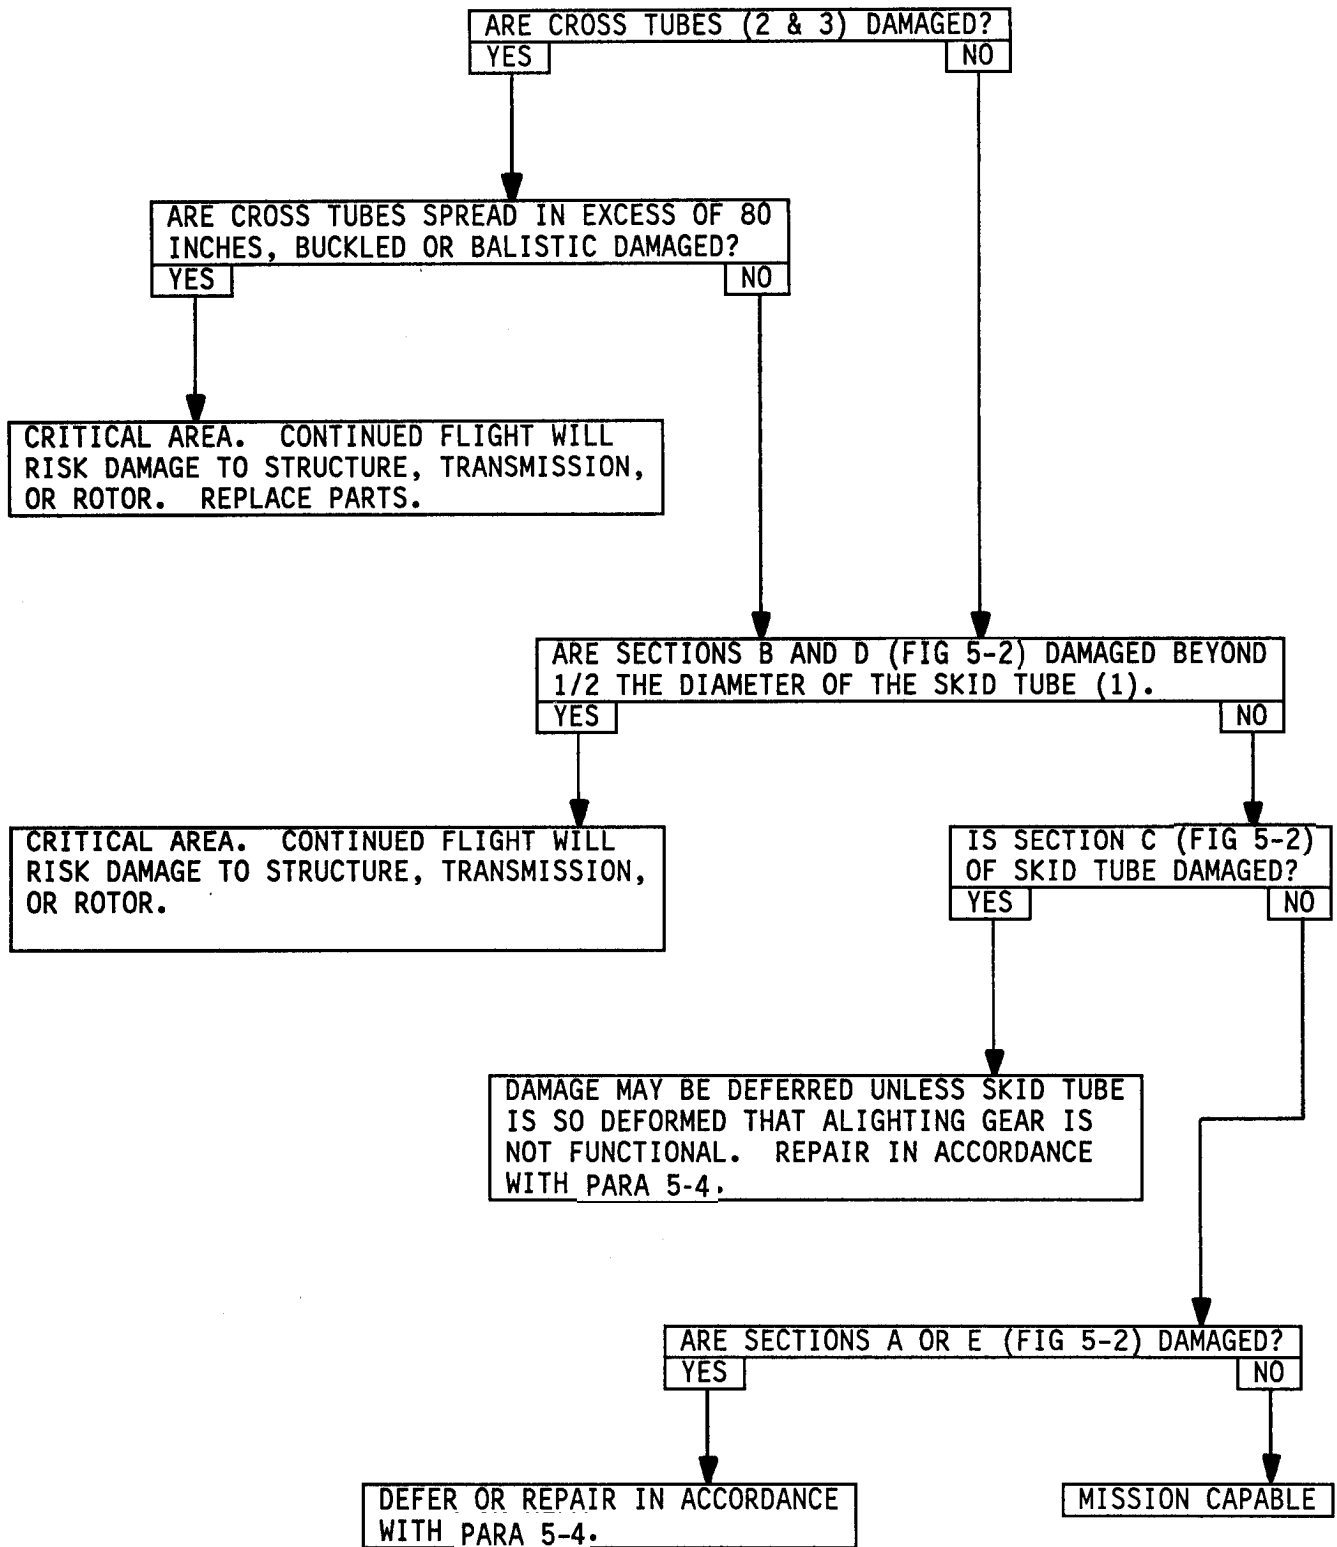 ARE CROSS TUBES (2 & 3) DAMAGED?
YES
NO
ARE CROSS TUBES SPREAD IN EXCESS OF 80
INCHES, BUCKLED OR BALISTIC DAMAGED?
YES
NO
CRITICAL AREA. CONTINUED FLIGHT WILL
RISK DAMAGE TO STRUCTURE, TRANSMISSION,
OR ROTOR. REPLACE PARTS.
ARE SECTIONS B AND D (FIG 5-2) DAMAGED BEYOND
1/2 THE DIAMETER OF THE SKID TUBE (1).
YES
NO
CRITICAL AREA. CONTINUED FLIGHT WILL
RISK DAMAGE TO STRUCTURE, TRANSMISSION,
OR ROTOR.
IS SECTION C (FIG 5-2)
OF SKID TUBE DAMAGED?
YES
NO
DAMAGE MAY BE DEFERRED UNLESS SKID TUBE
IS SO DEFORMED THAT ALIGHTING GEAR IS
NOT FUNCTIONAL. REPAIR IN ACCORDANCE
WITH PARA 5-4.
ARE SECTIONS A OR E (FIG 5-2) DAMAGED?
YES
NO
DEFER OR REPAIR IN ACCORDANCE
WITH PARA 5-4.
MISSION CAPABLE